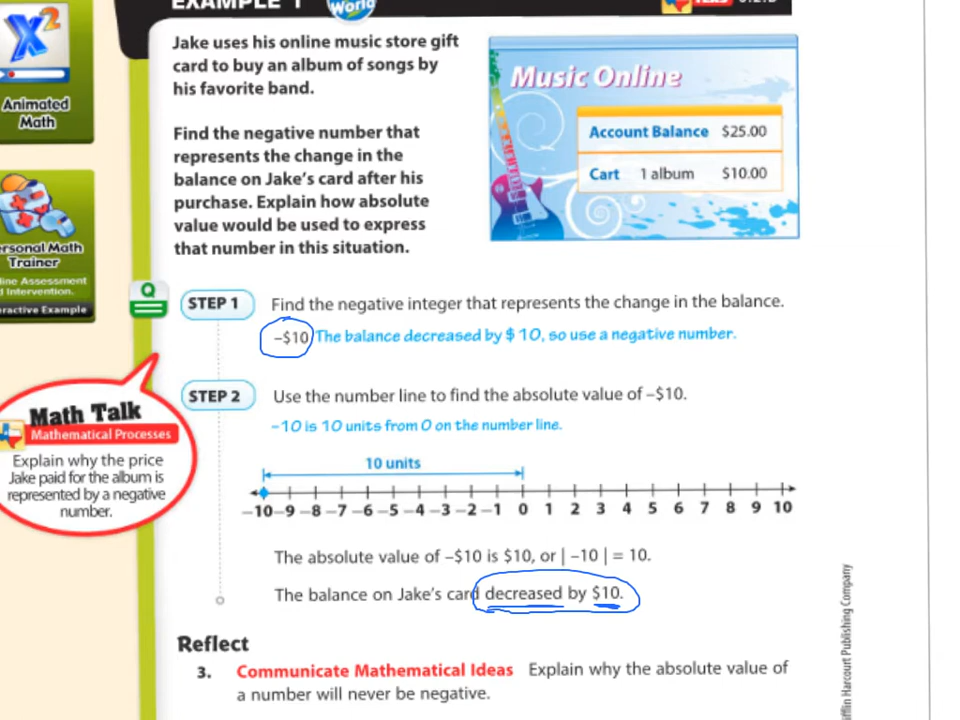 EXAMPLE 1
World
X²
Animated
Math
Personal Math
Trainer
Interactive Example
Jake uses his online music store gift
card to buy an album of songs by
his favorite band.
Find the negative number that
represents the change in the
balance on Jake's card after his
purchase. Explain how absolute
value would be used to express
that number in this situation.
Music Online
Account Balance $25.00
Cart 1 album $10.00
Q
STEP 1 Find the negative integer that represents the change in the balance.
−$10 The balance decreased by $10, so use a negative number.
STEP 2 Use the number line to find the absolute value of −$10.
−10 is 10 units from 0 on the number line.
10 units
−10 −9 −8 −7 −6 −5 −4 −3 −2 −1 0 1 2 3 4 5 6 7 8 9 10
The absolute value of −$10 is $10, or | −10 | = 10.
The balance on Jake's card decreased by $10.
Math Talk
Mathematical Processes
Explain why the price
Jake paid for the album is
represented by a negative
number.
Reflect
3. Communicate Mathematical Ideas Explain why the absolute value of
a number will never be negative.
fflin Harcourt Publishing Company